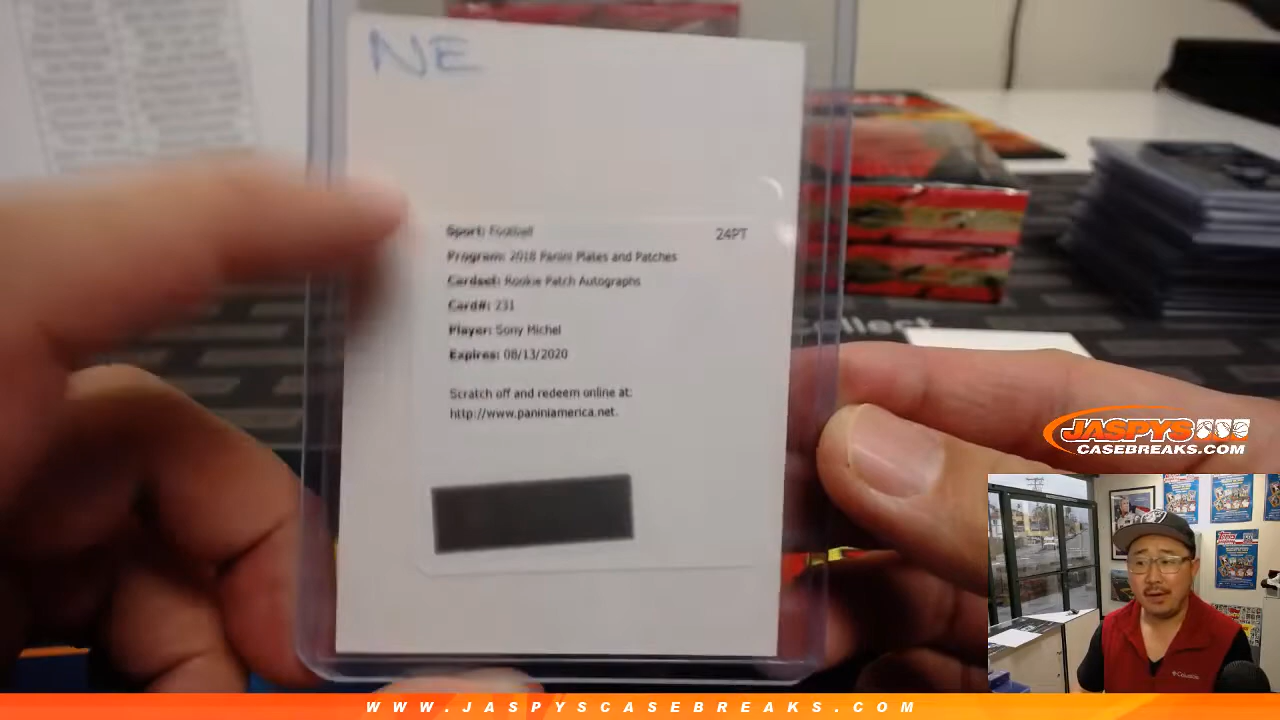 NE
Sport: Football
24PT
Program: 2018 Panini Plates and Patches
Cardset: Rookie Patch Autographs
Card#: 231
Player: Sony Michel
Expires: 08/13/2020
Scratch off and redeem online at:
http://www.paniniamerica.net.
JASPYS
CASEBREAKS.COM
Columbia
WWW.JASPYSCASEBREAKS.COM